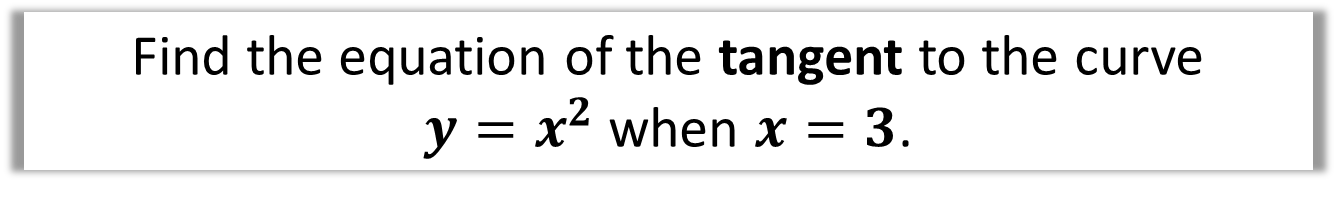 Find the equation of the tangent to the curve
y = x² when x = 3.